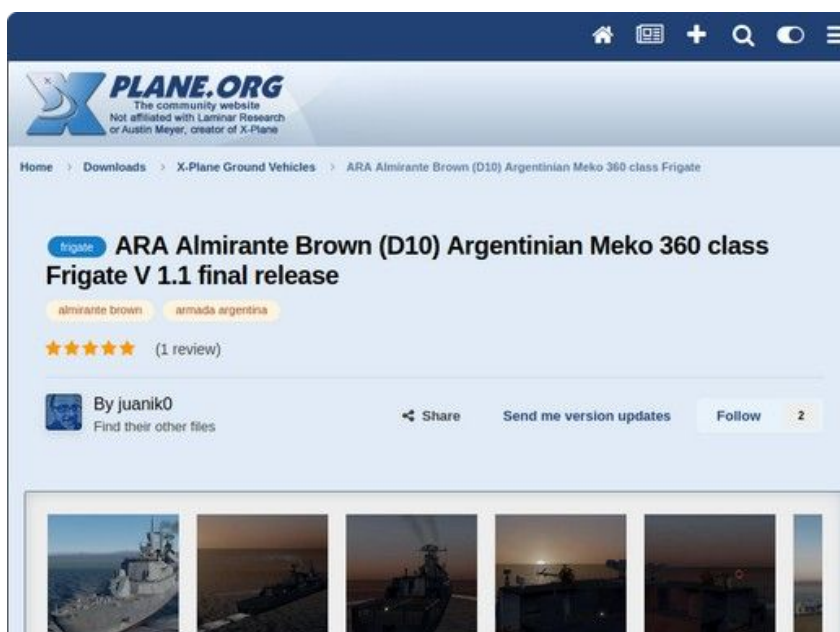 PLANE.ORG
The community website
Not affiliated with Laminar Research
or Austin Meyer, creator of X-Plane
Home > Downloads > X-Plane Ground Vehicles > ARA Almirante Brown (D10) Argentinian Meko 360 class Frigate
frigate ARA Almirante Brown (D10) Argentinian Meko 360 class
Frigate V 1.1 final release
almirante brown armada argentina
(1 review)
By juanik0
Share Send me version updates Follow 2
Find their other files